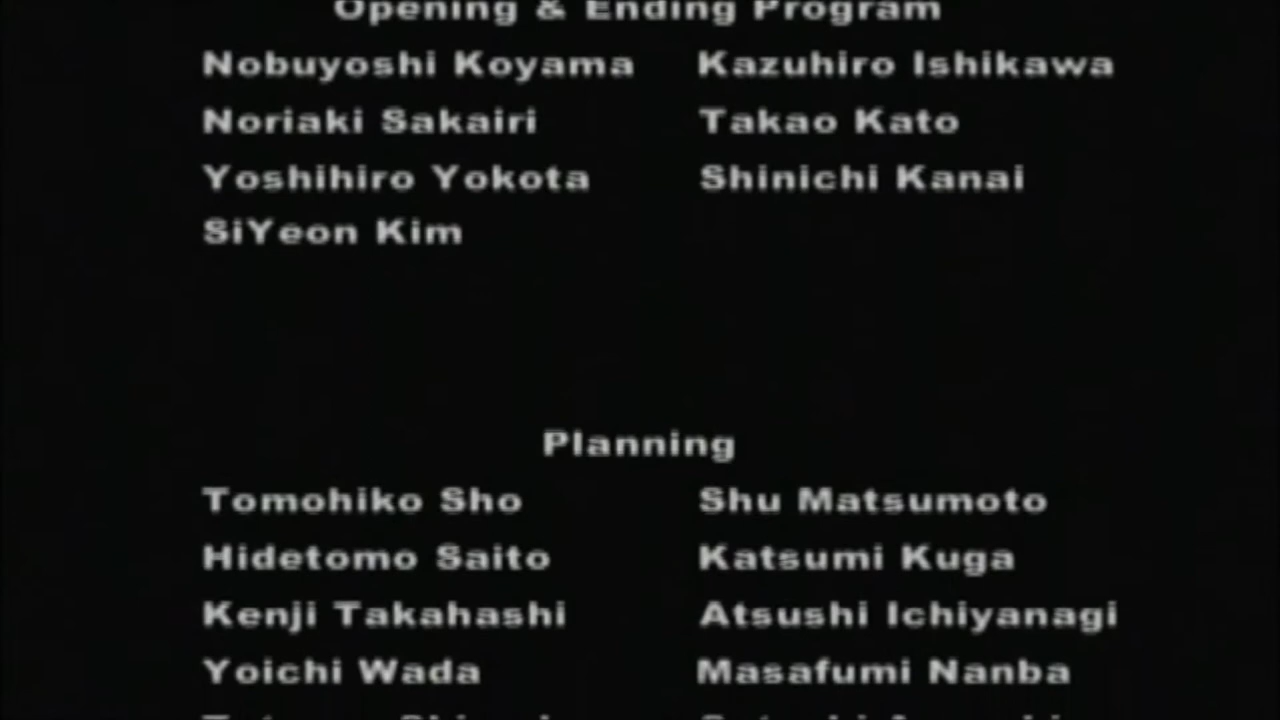 Opening & Ending Program
Nobuyoshi Koyama Kazuhiro Ishikawa
Noriaki Sakairi Takao Kato
Yoshihiro Yokota Shinichi Kanai
SiYeon Kim
Planning
Tomohiko Sho Shu Matsumoto
Hidetomo Saito Katsumi Kuga
Kenji Takahashi Atsushi Ichiyanagi
Yoichi Wada Masafumi Nanba